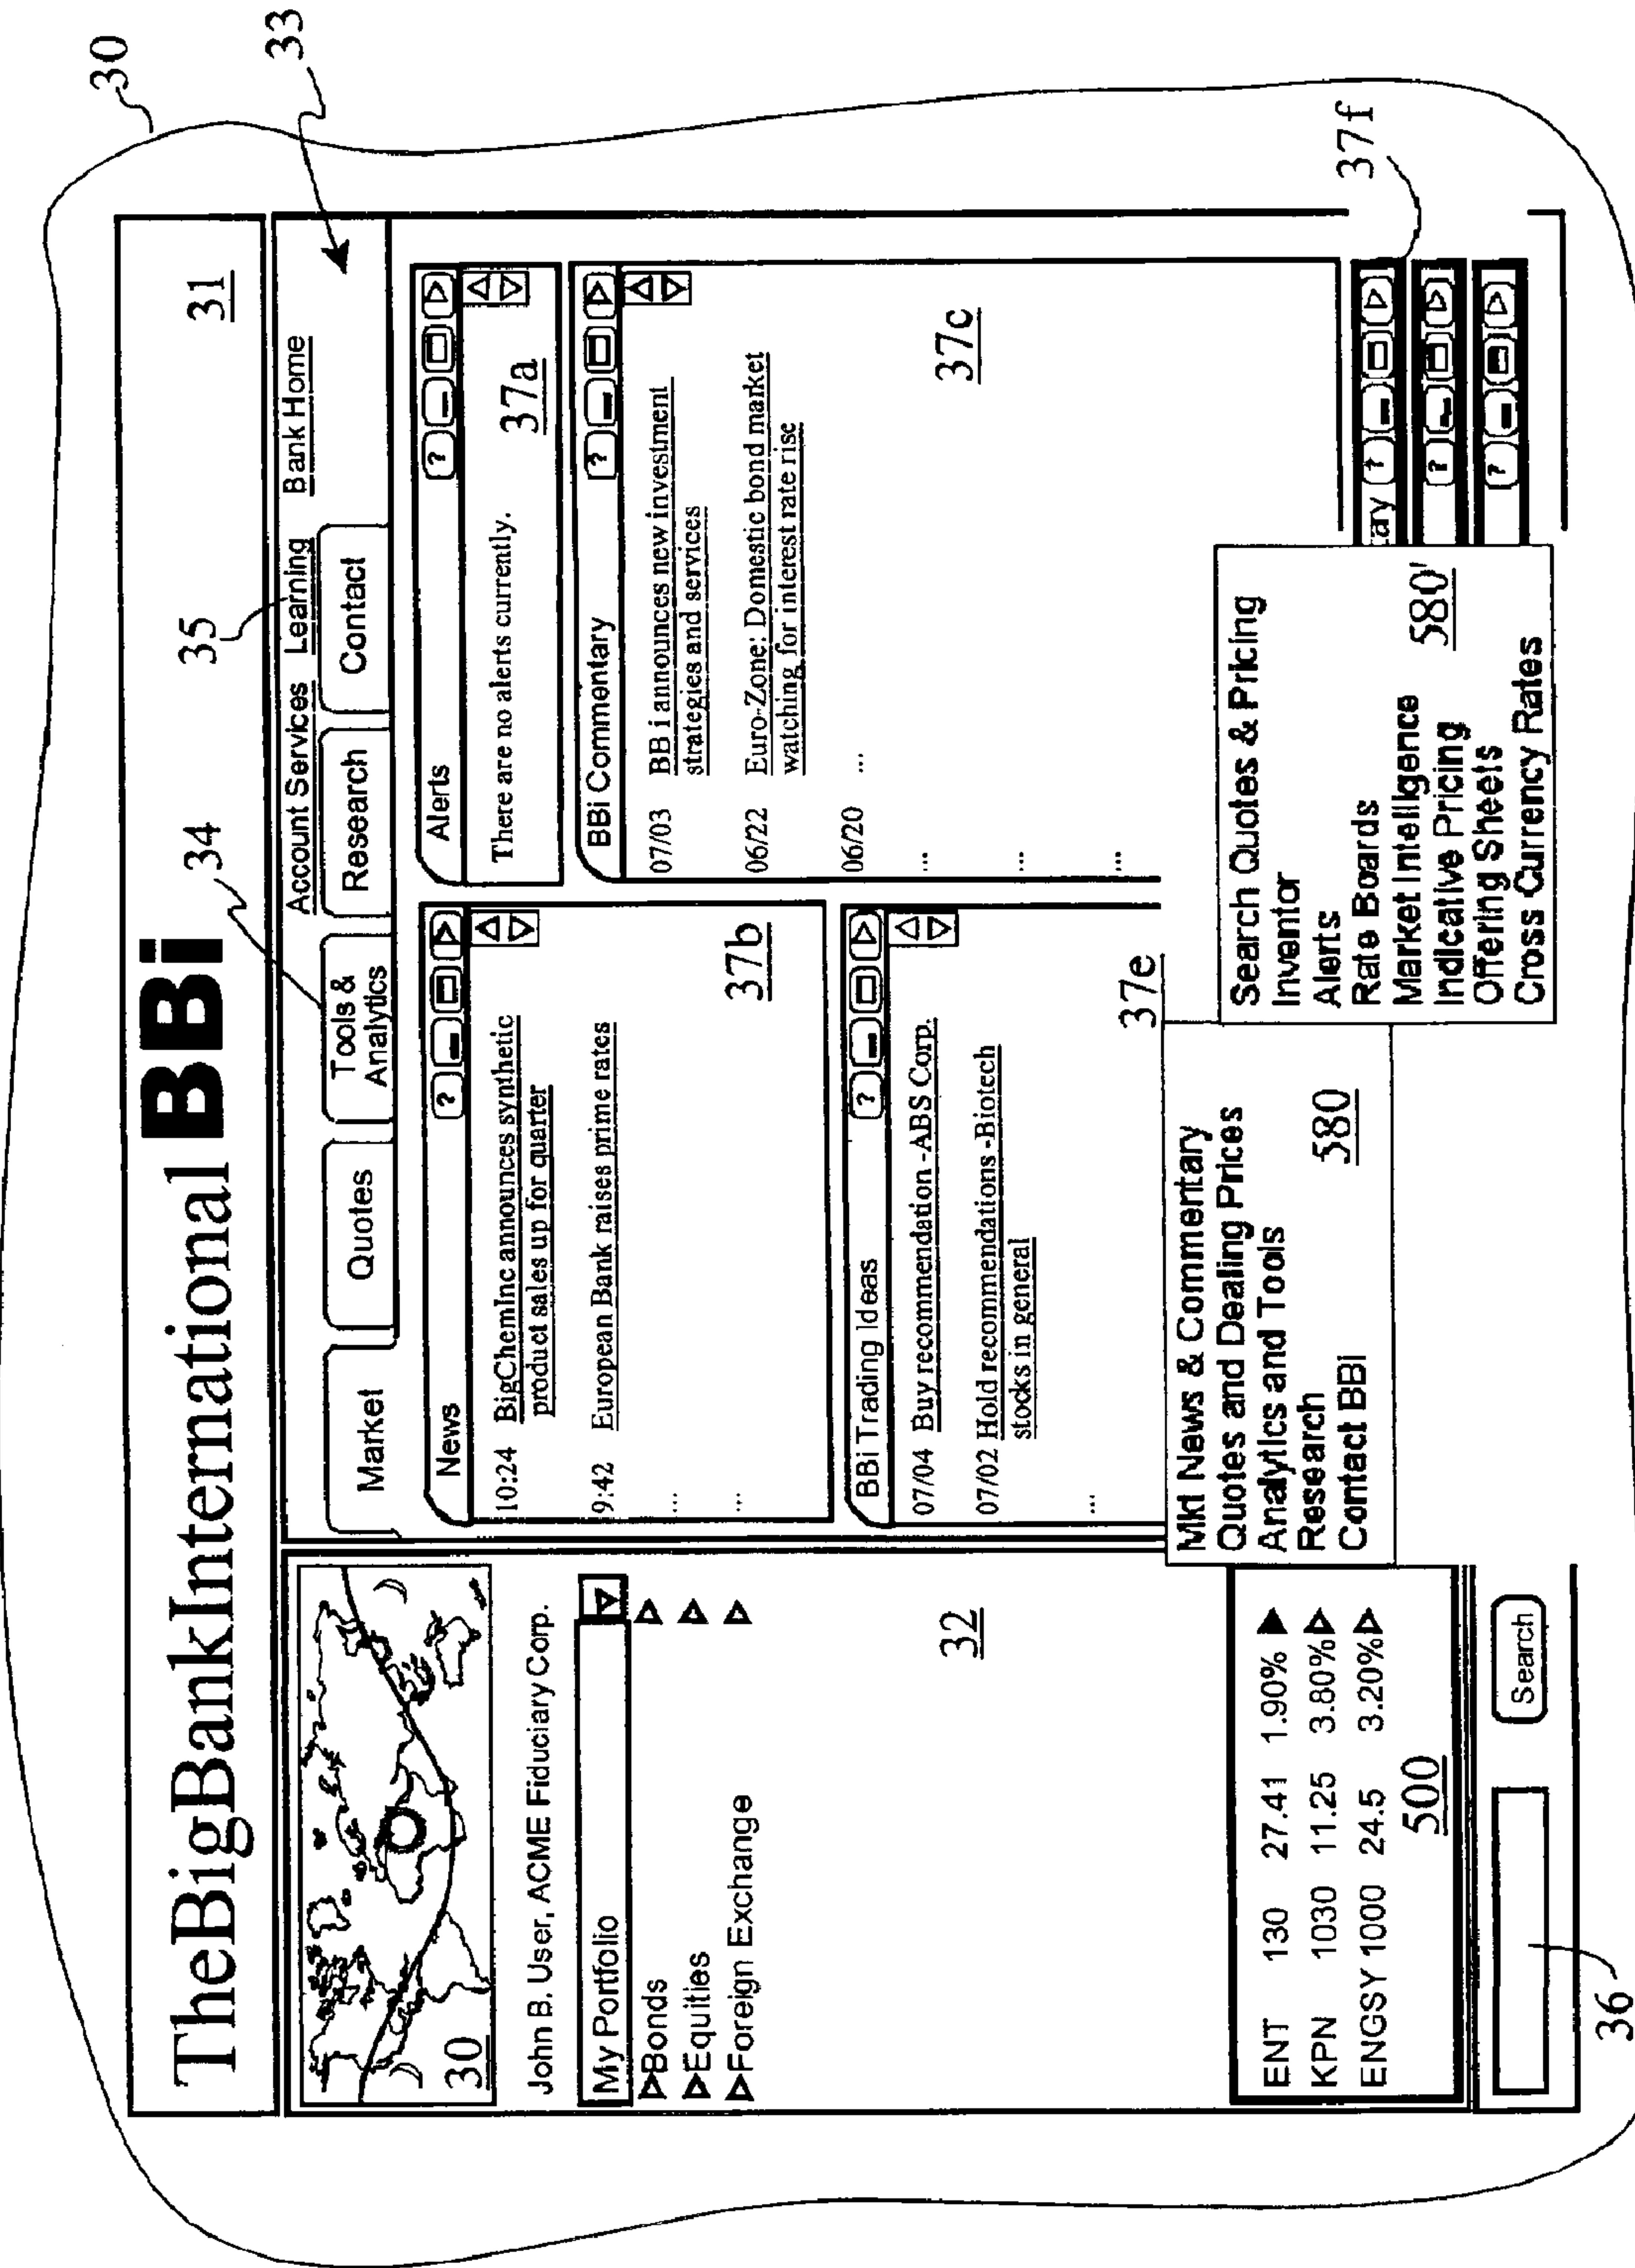 30
33
TheBigBankInternational BBi
31
34
35
Account Services Learning Bank Home
Market
Quotes
Tools &
Analytics
Research
Contact
30
John B. User, ACME Fiduciary Corp.
My Portfolio
Bonds
Equities
Foreign Exchange
32
ENT 130 27.41 1.90%
KPN 1030 11.25 3.80%
ENGSY 1000 24.5 3.20%
500
Search
36
News ?
10:24 BigChemInc announces synthetic
product sales up for quarter
9:42 European Bank raises prime rates
...
...
37b
BBi Trading Ideas ?
07/04 Buy recommendation -ABS Corp.
07/02 Hold recommendations -Biotech
stocks in general
...
37e
Alerts ?
There are no alerts currently.
37a
BBi Commentary ?
07/03 BB i announces new investment
strategies and services
06/22 Euro-Zone: Domestic bond market
watching for interest rate rise
06/20 ...
...
...
...
37c
?
?
?
37f
Mkt News & Commentary
Quotes and Dealing Prices
Analytics and Tools
Research
Contact BBi
580
Search Quotes & Pricing
Inventor
Alerts
Rate Boards
Market Intelligence
Indicative Pricing
Offering Sheets
Cross Currency Rates
580'